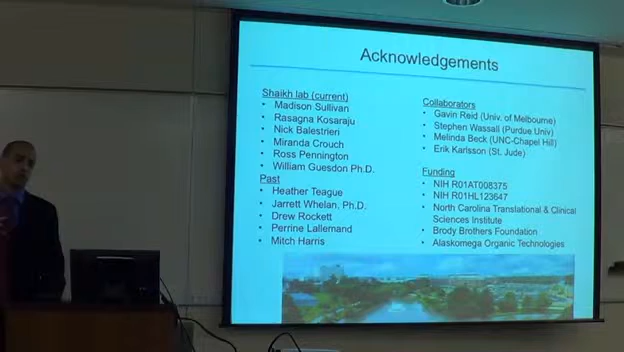 Acknowledgements
Shaikh lab (current)
• Madison Sullivan
• Rasagna Kosaraju
• Nick Balestrieri
• Miranda Crouch
• Ross Pennington
• William Guesdon Ph.D.
Past
• Heather Teague
• Jarrett Whelan, Ph.D.
• Drew Rockett
• Perrine Lallemand
• Mitch Harris
Collaborators
• Gavin Reid (Univ. of Melbourne)
• Stephen Wassall (Purdue Univ)
• Melinda Beck (UNC-Chapel Hill)
• Erik Karlsson (St. Jude)
Funding
• NIH R01AT008375
• NIH R01HL123647
• North Carolina Translational & Clinical
Sciences Institute
• Brody Brothers Foundation
• Alaskomega Organic Technologies